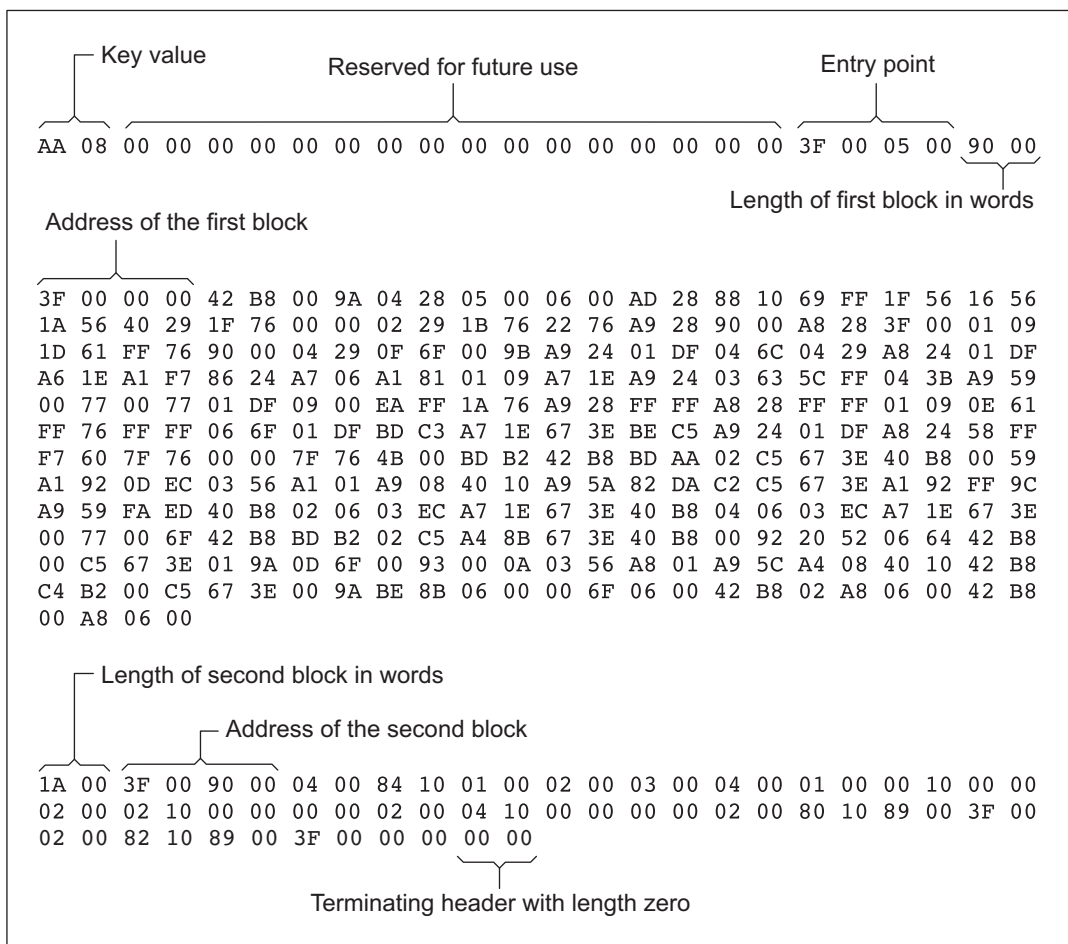 Key value
Reserved for future use
Entry point
AA 08 00 00 00 00 00 00 00 00 00 00 00 00 00 00 00 00 3F 00 05 00 90 00
Length of first block in words
Address of the first block
3F 00 00 00 42 B8 00 9A 04 28 05 00 06 00 AD 28 88 10 69 FF 1F 56 16 56
1A 56 40 29 1F 76 00 00 02 29 1B 76 22 76 A9 28 90 00 A8 28 3F 00 01 09
1D 61 FF 76 90 00 04 29 0F 6F 00 9B A9 24 01 DF 04 6C 04 29 A8 24 01 DF
A6 1E A1 F7 86 24 A7 06 A1 81 01 09 A7 1E A9 24 03 63 5C FF 04 3B A9 59
00 77 00 77 01 DF 09 00 EA FF 1A 76 A9 28 FF FF A8 28 FF FF 01 09 0E 61
FF 76 FF FF 06 6F 01 DF BD C3 A7 1E 67 3E BE C5 A9 24 01 DF A8 24 58 FF
F7 60 7F 76 00 00 7F 76 4B 00 BD B2 42 B8 BD AA 02 C5 67 3E 40 B8 00 59
A1 92 0D EC 03 56 A1 01 A9 08 40 10 A9 5A 82 DA C2 C5 67 3E A1 92 FF 9C
A9 59 FA ED 40 B8 02 06 03 EC A7 1E 67 3E 40 B8 04 06 03 EC A7 1E 67 3E
00 77 00 6F 42 B8 BD B2 02 C5 A4 8B 67 3E 40 B8 00 92 20 52 06 64 42 B8
00 C5 67 3E 01 9A 0D 6F 00 93 00 0A 03 56 A8 01 A9 5C A4 08 40 10 42 B8
C4 B2 00 C5 67 3E 00 9A BE 8B 06 00 00 6F 06 00 42 B8 02 A8 06 00 42 B8
00 A8 06 00
Length of second block in words
Address of the second block
1A 00 3F 00 90 00 04 00 84 10 01 00 02 00 03 00 04 00 01 00 00 10 00 00
02 00 02 10 00 00 00 00 02 00 04 10 00 00 00 00 02 00 80 10 89 00 3F 00
02 00 82 10 89 00 3F 00 00 00 00 00
Terminating header with length zero